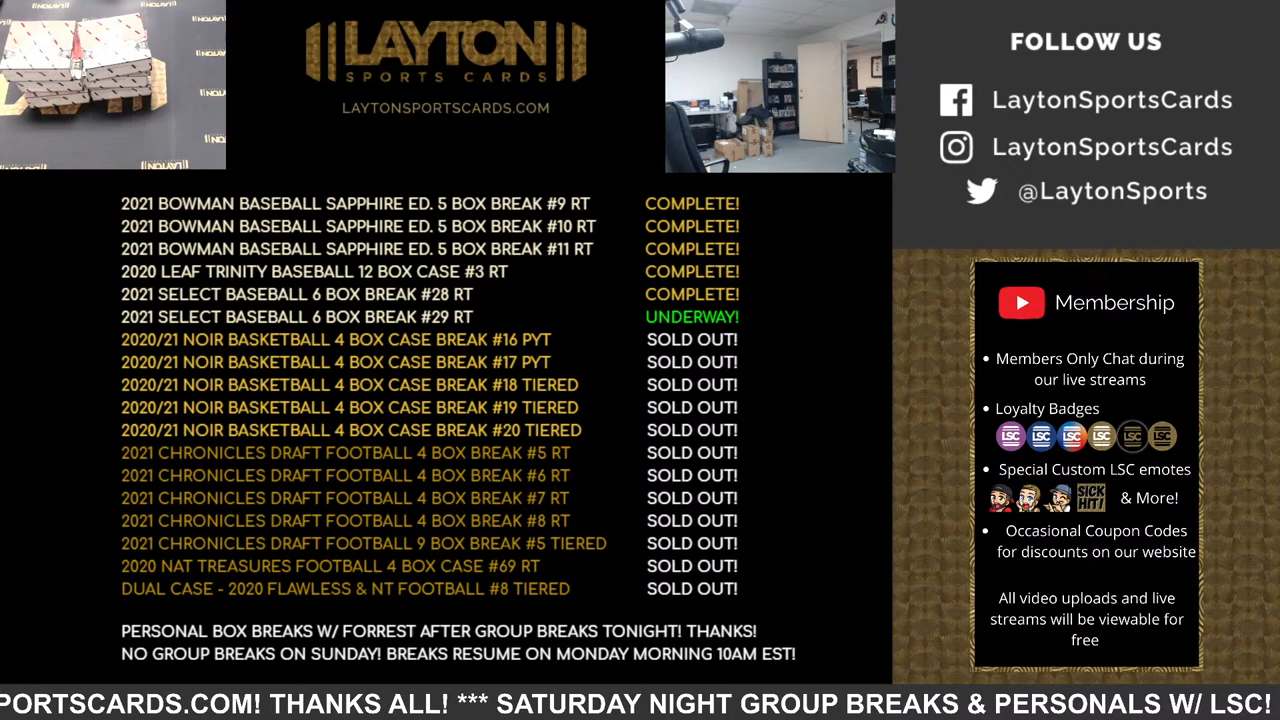 LAYTON
SPORTS CARDS
LAYTONSPORTSCARDS.COM
FOLLOW US
LaytonSportsCards
LaytonSportsCards
@LaytonSports
2021 BOWMAN BASEBALL SAPPHIRE ED. 5 BOX BREAK #9 RT COMPLETE!
2021 BOWMAN BASEBALL SAPPHIRE ED. 5 BOX BREAK #10 RT COMPLETE!
2021 BOWMAN BASEBALL SAPPHIRE ED. 5 BOX BREAK #11 RT COMPLETE!
2020 LEAF TRINITY BASEBALL 12 BOX CASE #3 RT COMPLETE!
2021 SELECT BASEBALL 6 BOX BREAK #28 RT COMPLETE!
2021 SELECT BASEBALL 6 BOX BREAK #29 RT UNDERWAY!
2020/21 NOIR BASKETBALL 4 BOX CASE BREAK #16 PYT SOLD OUT!
2020/21 NOIR BASKETBALL 4 BOX CASE BREAK #17 PYT SOLD OUT!
2020/21 NOIR BASKETBALL 4 BOX CASE BREAK #18 TIERED SOLD OUT!
2020/21 NOIR BASKETBALL 4 BOX CASE BREAK #19 TIERED SOLD OUT!
2020/21 NOIR BASKETBALL 4 BOX CASE BREAK #20 TIERED SOLD OUT!
2021 CHRONICLES DRAFT FOOTBALL 4 BOX BREAK #5 RT SOLD OUT!
2021 CHRONICLES DRAFT FOOTBALL 4 BOX BREAK #6 RT SOLD OUT!
2021 CHRONICLES DRAFT FOOTBALL 4 BOX BREAK #7 RT SOLD OUT!
2021 CHRONICLES DRAFT FOOTBALL 4 BOX BREAK #8 RT SOLD OUT!
2021 CHRONICLES DRAFT FOOTBALL 9 BOX BREAK #5 TIERED SOLD OUT!
2020 NAT TREASURES FOOTBALL 4 BOX CASE #69 RT SOLD OUT!
DUAL CASE - 2020 FLAWLESS & NT FOOTBALL #8 TIERED SOLD OUT!
PERSONAL BOX BREAKS W/ FORREST AFTER GROUP BREAKS TONIGHT! THANKS!
NO GROUP BREAKS ON SUNDAY! BREAKS RESUME ON MONDAY MORNING 10AM EST!
Membership
• Members Only Chat during
our live streams
• Loyalty Badges
LSC LSC LSC LSC LSC LSC
• Special Custom LSC emotes
SICK HIT! & More!
• Occasional Coupon Codes
for discounts on our website
All video uploads and live
streams will be viewable for
free
PORTSCARDS.COM! THANKS ALL! *** SATURDAY NIGHT GROUP BREAKS & PERSONALS W/ LSC!